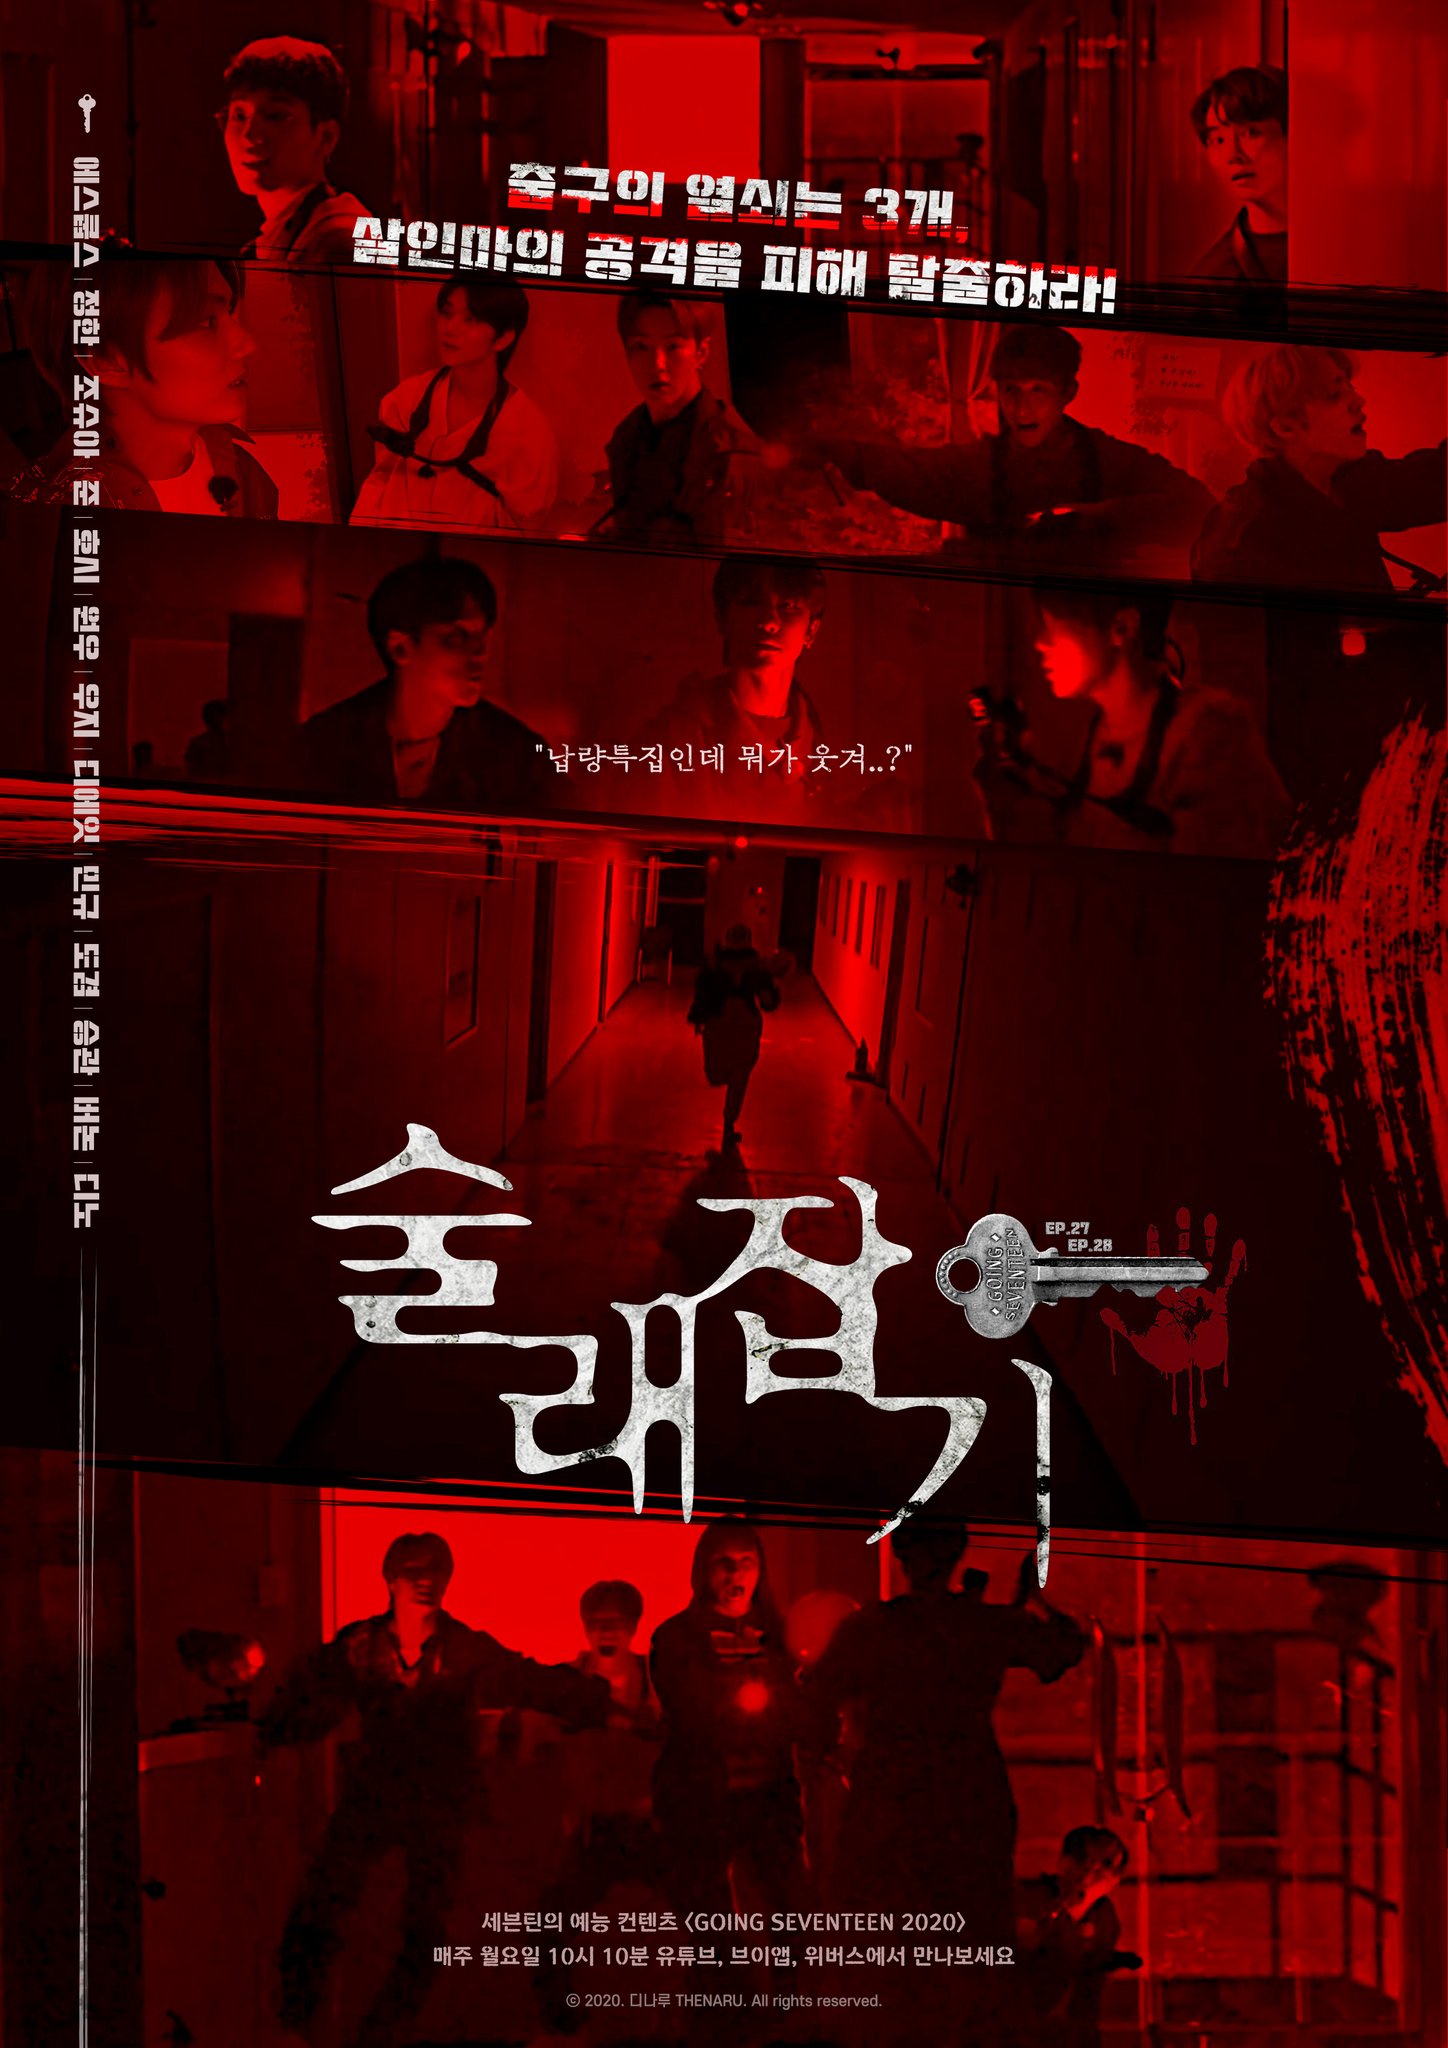 출구의 열쇠는 3개,
살인마의 공격을 피해 탈출하라!
에스쿱스 | 정한 | 조슈아 | 준 | 호시 | 원우 | 우지 | 디에잇 | 민규 | 도겸 | 승관 | 버논 | 디노
"납량특집인데 뭐가 웃겨..?"
술래잡기
GOING
SEVENTEEN
EP.27
EP.28
세븐틴의 예능 컨텐츠 <GOING SEVENTEEN 2020>
매주 월요일 10시 10분 유튜브, 브이앱, 위버스에서 만나보세요
© 2020. 디나루 THENARU. All rights reserved.